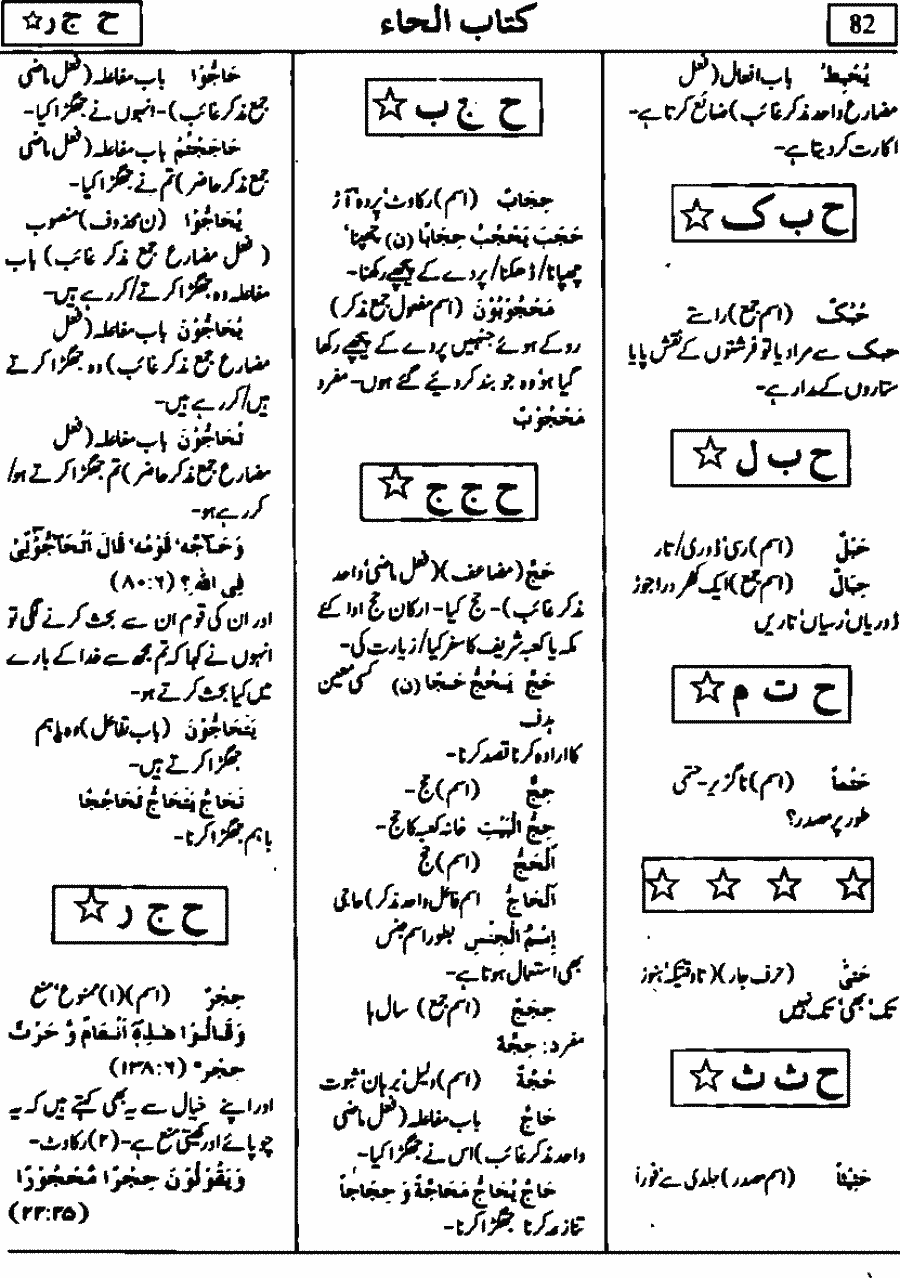 82
کتاب الحاء
ح ج ر ☆
یُحْبِطُ باب افعال (فعل
مضارع واحد مذکر غائب) ضائع کرتا ہے-
اکارت کر دیتا ہے-
ح ب ک ☆
حُبُکٌ (اسم جمع) راستے
حبک سے مراد یا تو فرشتوں کے نقش پا یا
ستاروں کے مدار ہے-
ح ب ل ☆
حَبْلٌ (اسم) رسی' ڈوری/تار
حِبَالٌ (اسم جمع) ایک گھر دراجوڑ
ڈوریاں' رسیاں' تاریں
ح ت م ☆
حَتْماً (اسم) ناگزیر- حتمی
طور پر مصدر؟
☆ ☆ ☆ ☆
حَتّٰی (حرف جار) (تاوقتیکہ' ہنوز
تک' بھی' تک نہیں
ح ث ث ☆
حَثِیْثاً (اسم مصدر) جلدی سے' فوراً
ح ج ب ☆
حِجَابٌ (اسم) رکاوٹ' پردہ' آڑ
حَجَبَ یَحْجُبُ حِجَابًا (ن) چھپنا'
چھپانا/ ڈھکنا/ پردے کے پیچھے رکھنا-
مَحْجُوْبُوْنَ (اسم مفعول جمع مذکر)
روکے ہوئے جنہیں پردے کے پیچھے رکھا
گیا ہو' وہ جو بند کر دیئے گئے ہوں- مفرد
مَحْجُوْبٌ
ح ج ج ☆
حَجَّ (مضاعف) (فعل ماضی' واحد
مذکر غائب)- حج کیا- ارکان حج ادا کئے
مکہ یا کعبہ شریف کا سفر کیا/ زیارت کی-
حَجَّ یَحُجُّ حَجًّا (ن) کسی معین
ہدف
کا ارادہ کرنا' قصد کرنا-
حِجٌّ (اسم) حج-
حِجُّ الْبَیْتِ خانہ کعبہ کا حج-
اَلْحَجُّ (اسم) حج
اَلْحَاجُّ اسم فاعل واحد مذکر) حاجی
اِسْمُ الْجِنْسِ بطور اسم جنس
بھی استعمال ہوتا ہے-
حِجَجٌ (اسم جمع) سال ہا
مفرد: حِجَّة
حُجَّةٌ (اسم) دلیل' برہان' ثبوت
حَاجَّ باب مفاعلہ (فعل ماضی
واحد مذکر غائب) اس نے جھگڑا کیا-
حَاجَّ یُحَاجُّ مُحَاجَّةً وَ حِجَاجاً
تنازعہ کرنا' جھگڑا کرنا-
حَاجُّوْا باب مفاعلہ (فعل ماضی
جمع مذکر غائب)- انہوں نے جھگڑا کیا-
حَاجَجْتُمْ باب مفاعلہ (فعل ماضی
جمع مذکر حاضر) تم نے جھگڑا کیا-
یُحَاجُّوْا (ن محذوف) منصوب
(فعل مضارع جمع مذکر غائب) باب
مفاعلہ وہ جھگڑا کرتے/کر رہے ہیں-
یُحَاجُّوْنَ باب مفاعلہ (فعل
مضارع جمع مذکر غائب) وہ جھگڑا کرتے
ہیں/کر رہے ہیں-
تُحَاجُّوْنَ باب مفاعلہ (فعل
مضارع جمع مذکر حاضر) تم جھگڑا کرتے ہو/
کر رہے ہو-
وَحَآجَّه' قَوْمُه' قَالَ اَتُحَآجُّوْٓنِّیْ
فِی اللّٰهِ؟ (۸۰:۶)
اور ان کی قوم ان سے بحث کرنے لگی تو
انہوں نے کہا کہ تم مجھ سے خدا کے بارے
میں کیا بحث کرتے ہو-
یَتَحَاجُّوْنَ (باب تفاعل) وہ باہم
جھگڑا کرتے ہیں-
تَحَاجَّ یَتَحَاجُّ تَحَاجُجًا
باہم جھگڑا کرنا-
ح ج ر ☆
حِجْرٌ (اسم) (۱) ممنوع' منع
وَقَالُوْا هٰذِهٖٓ اَنْعَامٌ وَّ حَرْثٌ
حِجْرٌ (۱۳۸:۶)
اور اپنے خیال سے یہ بھی کہتے ہیں کہ یہ
چوپائے اور کھیتی منع ہے- (۲) رکاوٹ-
وَیَقُوْلُوْنَ حِجْرًا مَّحْجُوْرًا
(۲۳:۲۵)